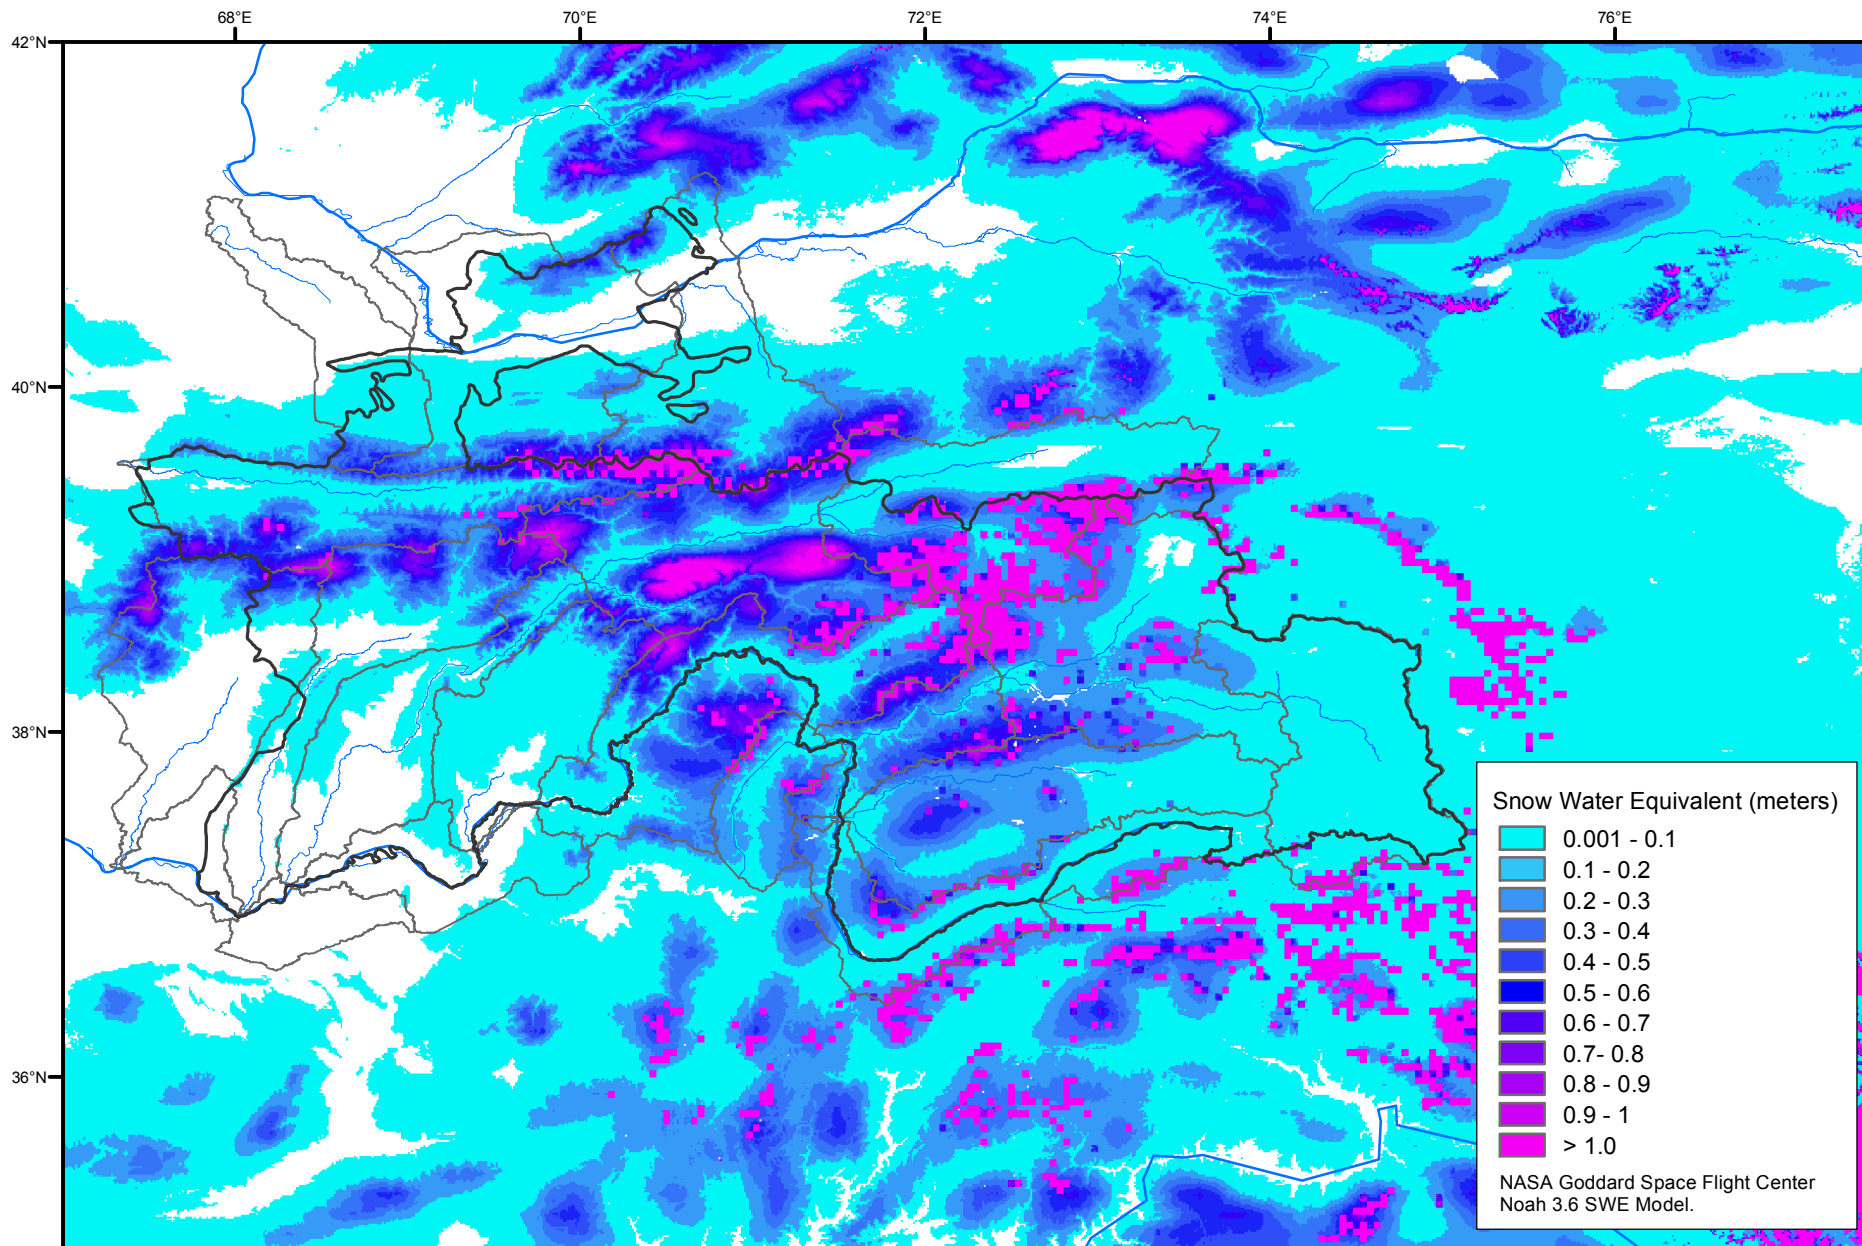 68°E 70°E 72°E 74°E 76°E
42°N
40°N
38°N
36°N
Snow Water Equivalent (meters)
0.001 - 0.1
0.1 - 0.2
0.2 - 0.3
0.3 - 0.4
0.4 - 0.5
0.5 - 0.6
0.6 - 0.7
0.7- 0.8
0.8 - 0.9
0.9 - 1
> 1.0
NASA Goddard Space Flight Center
Noah 3.6 SWE Model.